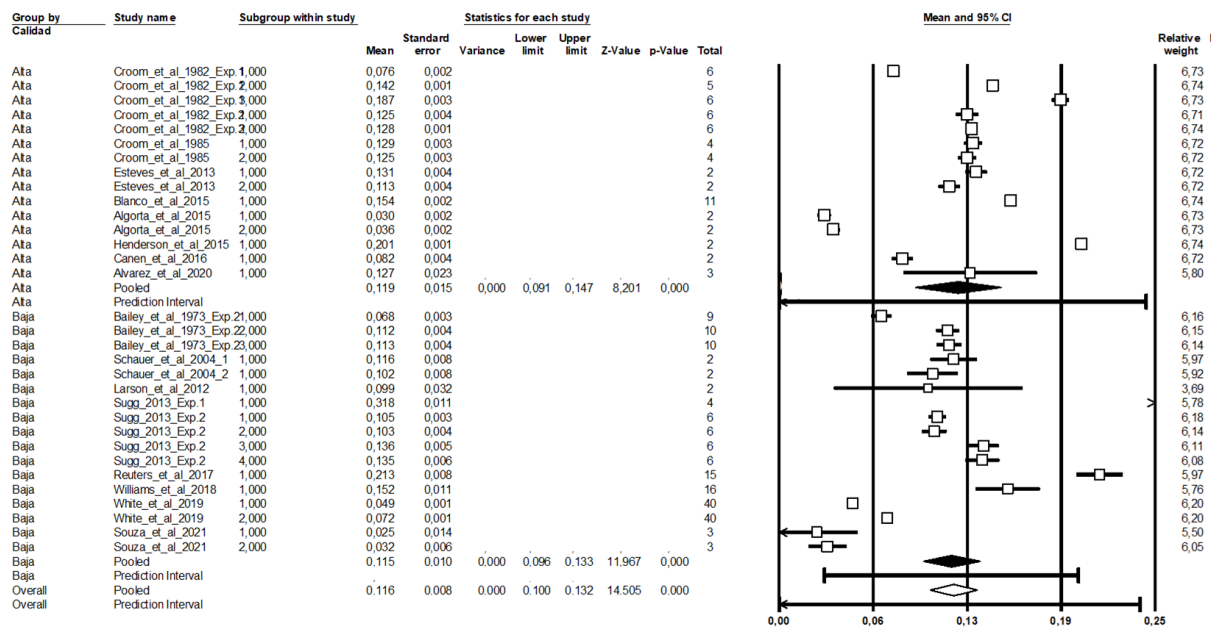 Group by Calidad Study name Subgroup within study Statistics for each study Mean and 95% CI
Mean Standard error Variance Lower limit Upper limit Z-Value p-Value Total Relative weight
Alta Croom_et_al_1982_Exp. 1,000 0,076 0,002 6 6,73
Alta Croom_et_al_1982_Exp. 2,000 0,142 0,001 5 6,74
Alta Croom_et_al_1982_Exp. 3,000 0,187 0,003 6 6,73
Alta Croom_et_al_1982_Exp. 1,000 0,125 0,004 6 6,71
Alta Croom_et_al_1982_Exp. 2,000 0,128 0,001 6 6,74
Alta Croom_et_al_1985 1,000 0,129 0,003 4 6,72
Alta Croom_et_al_1985 2,000 0,125 0,003 4 6,72
Alta Esteves_et_al_2013 1,000 0,131 0,004 2 6,72
Alta Esteves_et_al_2013 2,000 0,113 0,004 2 6,72
Alta Blanco_et_al_2015 1,000 0,154 0,002 11 6,74
Alta Algorta_et_al_2015 1,000 0,030 0,002 2 6,73
Alta Algorta_et_al_2015 2,000 0,036 0,002 2 6,73
Alta Henderson_et_al_2015 1,000 0,201 0,001 2 6,74
Alta Canen_et_al_2016 1,000 0,082 0,004 2 6,72
Alta Alvarez_et_al_2020 1,000 0,127 0,023 3 5,80
Alta Pooled 0,119 0,015 0,000 0,091 0,147 8,201 0,000
Alta Prediction Interval
Baja Bailey_et_al_1973_Exp.2 1,000 0,068 0,003 9 6,16
Baja Bailey_et_al_1973_Exp.2 2,000 0,112 0,004 10 6,15
Baja Bailey_et_al_1973_Exp.2 3,000 0,113 0,004 10 6,14
Baja Schauer_et_al_2004_1 1,000 0,116 0,008 2 5,97
Baja Schauer_et_al_2004_2 1,000 0,102 0,008 2 5,92
Baja Larson_et_al_2012 1,000 0,099 0,032 2 3,69
Baja Sugg_2013_Exp.1 1,000 0,318 0,011 4 5,78
Baja Sugg_2013_Exp.2 1,000 0,105 0,003 6 6,18
Baja Sugg_2013_Exp.2 2,000 0,103 0,004 6 6,14
Baja Sugg_2013_Exp.2 3,000 0,136 0,005 6 6,11
Baja Sugg_2013_Exp.2 4,000 0,135 0,006 6 6,08
Baja Reuters_et_al_2017 1,000 0,213 0,008 15 5,97
Baja Williams_et_al_2018 1,000 0,152 0,011 16 5,76
Baja White_et_al_2019 1,000 0,049 0,001 40 6,20
Baja White_et_al_2019 2,000 0,072 0,001 40 6,20
Baja Souza_et_al_2021 1,000 0,025 0,014 3 5,50
Baja Souza_et_al_2021 2,000 0,032 0,006 3 6,05
Baja Pooled 0.115 0,010 0,000 0,096 0,133 11,967 0,000
Baja Prediction Interval
Overall Pooled 0.116 0,008 0.000 0,100 0,132 14.505 0.000
Overall Prediction Interval
0,00 0,06 0,13 0,19 0,25